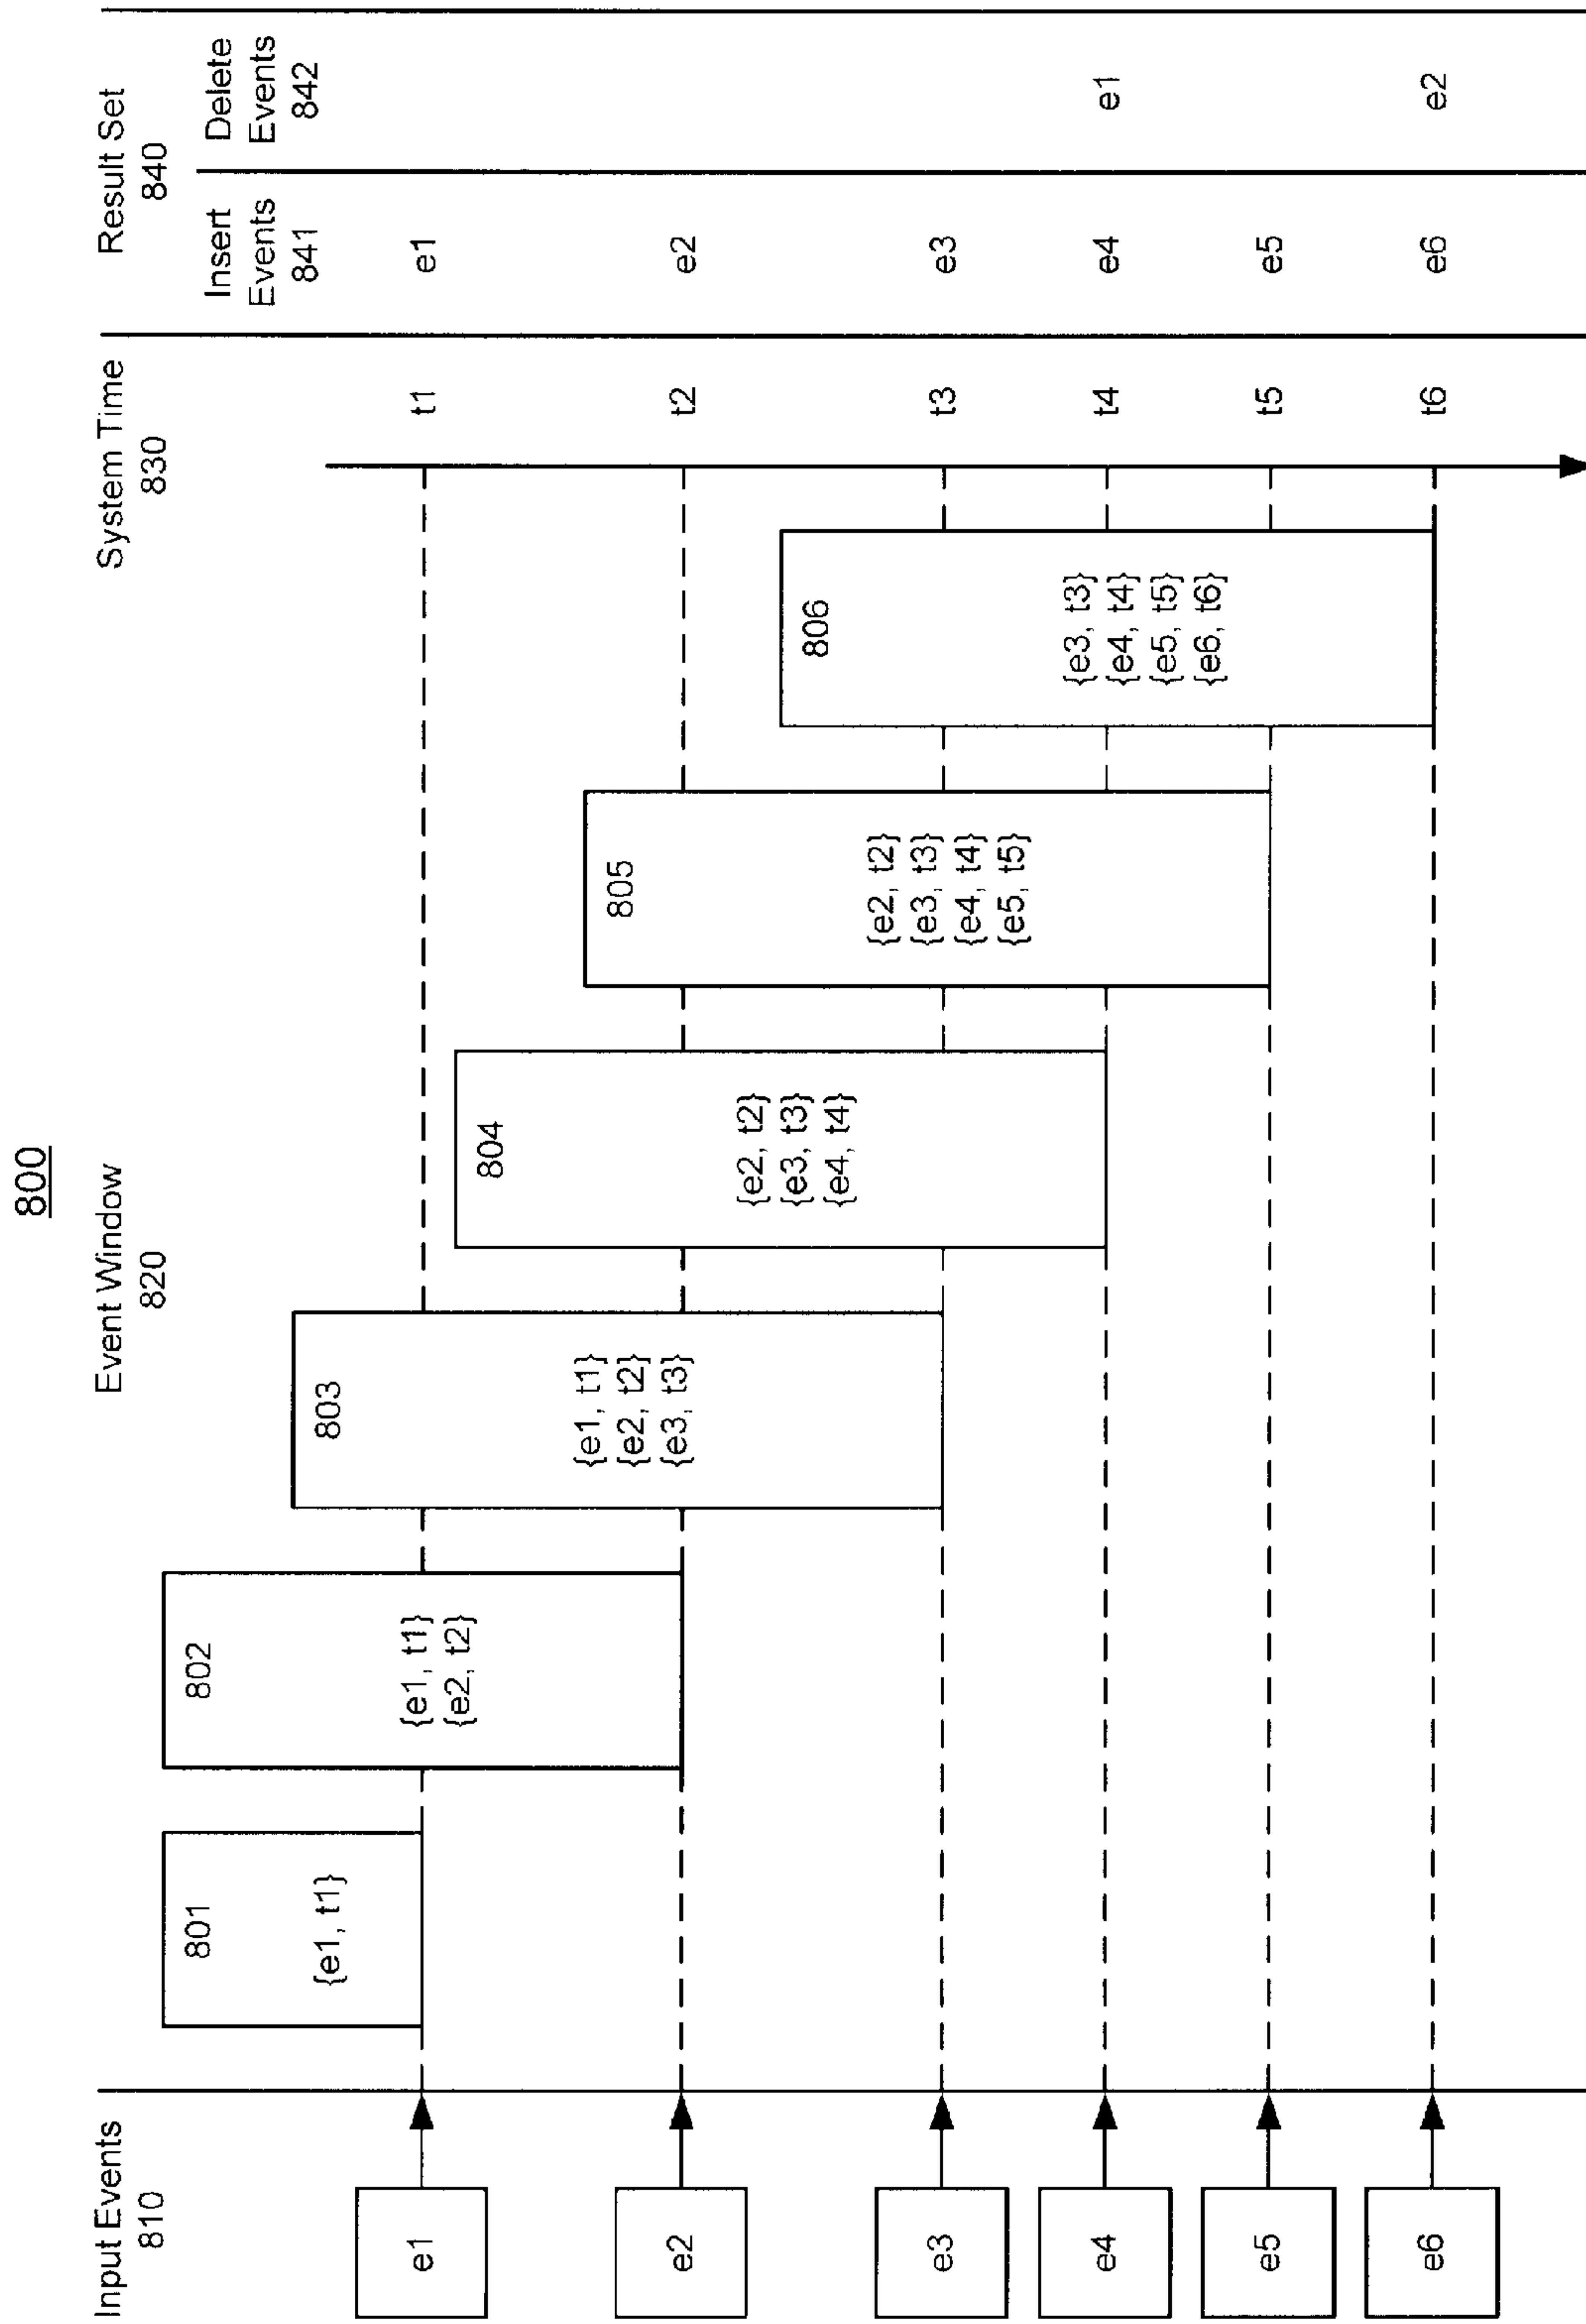 800
Input Events
810
Event Window
820
System Time
830
Result Set
840
Insert
Events
841
Delete
Events
842
e1
801
{e1, t1}
t1
e1
e2
802
{e1, t1}
{e2, t2}
t2
e2
e3
803
{e1, t1}
{e2, t2}
{e3, t3}
t3
e3
e4
804
{e2, t2}
{e3, t3}
{e4, t4}
t4
e4
e1
e5
805
{e2, t2}
{e3, t3}
{e4, t4}
{e5, t5}
t5
e5
e6
806
{e3, t3}
{e4, t4}
{e5, t5}
{e6, t6}
t6
e6
e2